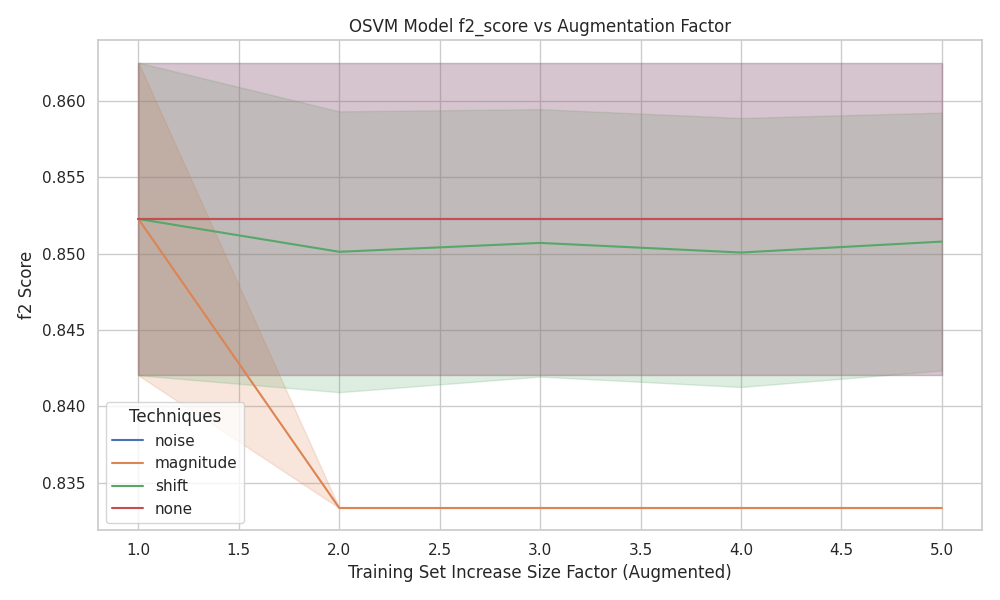 OSVM Model f2_score vs Augmentation Factor
f2 Score
0.860
0.855
0.850
0.845
0.840
0.835
Techniques
noise
magnitude
shift
none
1.0 1.5 2.0 2.5 3.0 3.5 4.0 4.5 5.0
Training Set Increase Size Factor (Augmented)